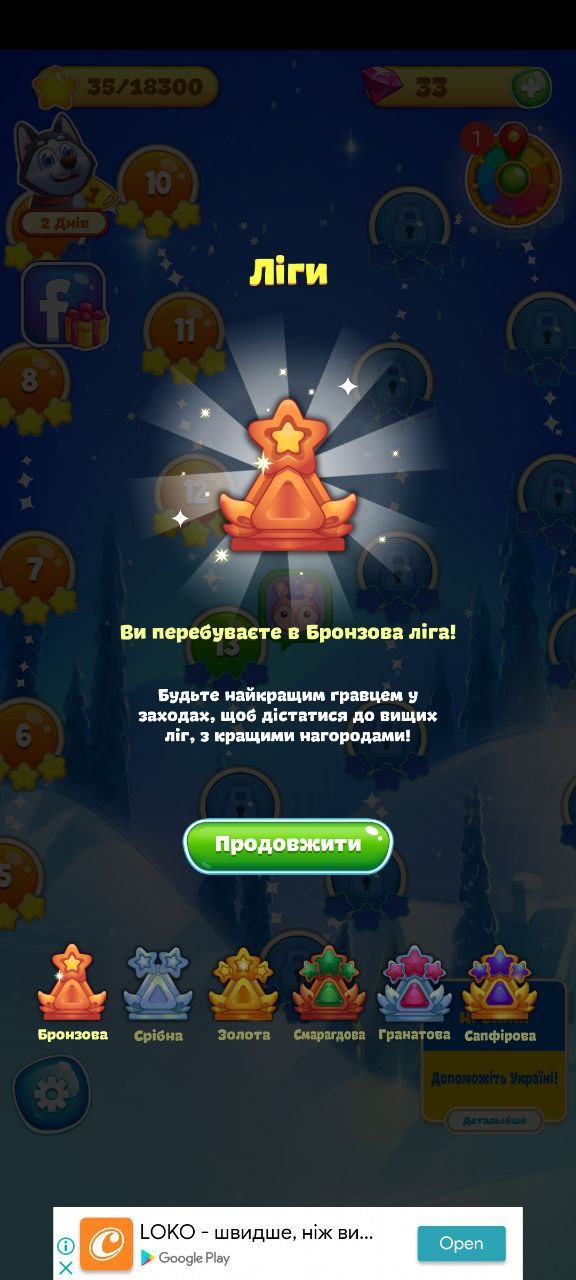 35/18300
33
1
1
10
2 Днів
Ліги
11
8
12
7
Ви перебуваєте в Бронзова ліга!
13
Будьте найкращим гравцем у
заходах, щоб дістатися до вищих
ліг, з кращими нагородами!
6
Продовжити
5
Бронзова
Срібна
Золота
Смарагдова
Гранатова
Сапфірова
Допоможіть Україні!
Детальніше
LOKO - швидше, ніж ви...
Google Play
Open